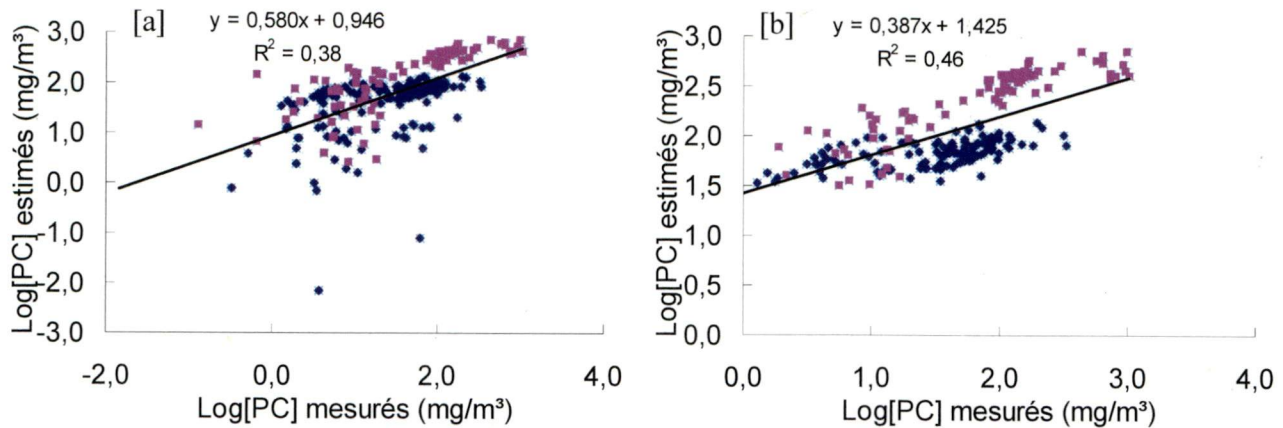 [a]
y = 0,580x + 0,946
R² = 0,38
Log[PC] estimés (mg/m³)
3,0
2,0
1,0
0,0
-1,0
-2,0
-3,0
-2,0
0,0
2,0
4,0
Log[PC] mesurés (mg/m³)
[b]
y = 0,387x + 1,425
R² = 0,46
Log[PC] estimés (mg/m³)
3,0
2,5
2,0
1,5
1,0
0,5
0,0
0,0
1,0
2,0
3,0
4,0
Log[PC] mesurés (mg/m³)